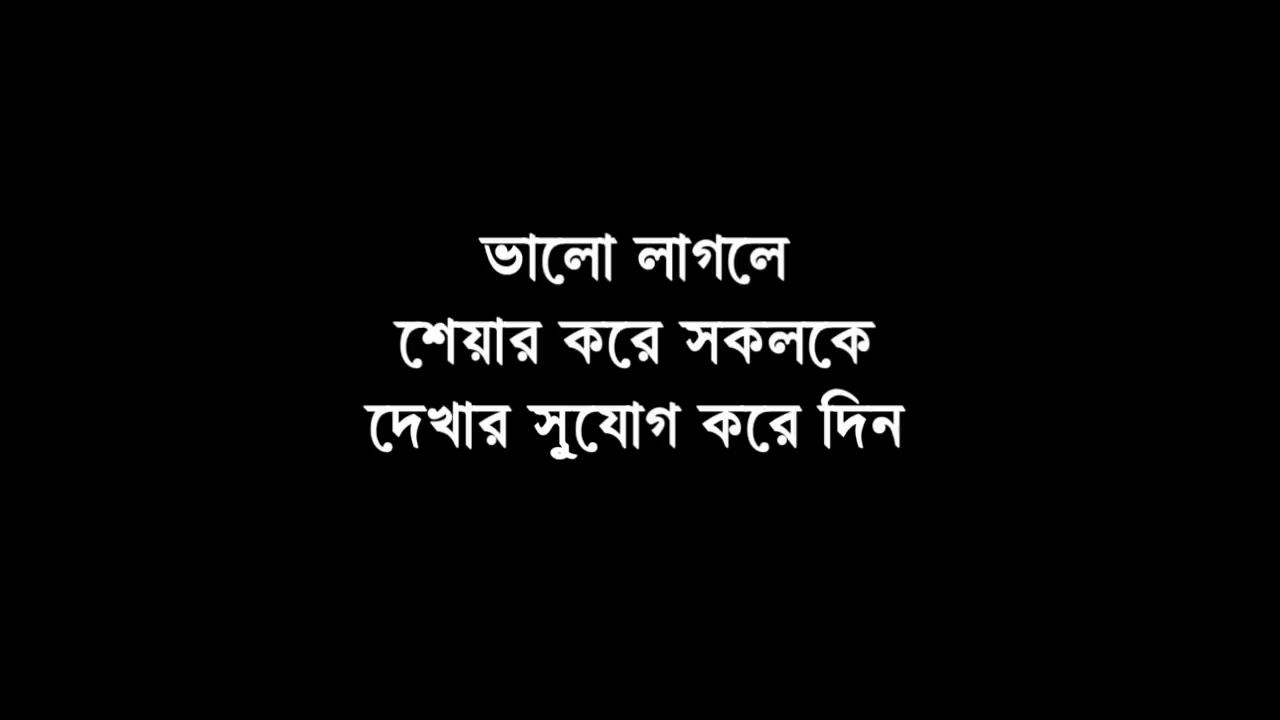 ভালো লাগলে
শেয়ার করে সকলকে
দেখার সুযোগ করে দিন